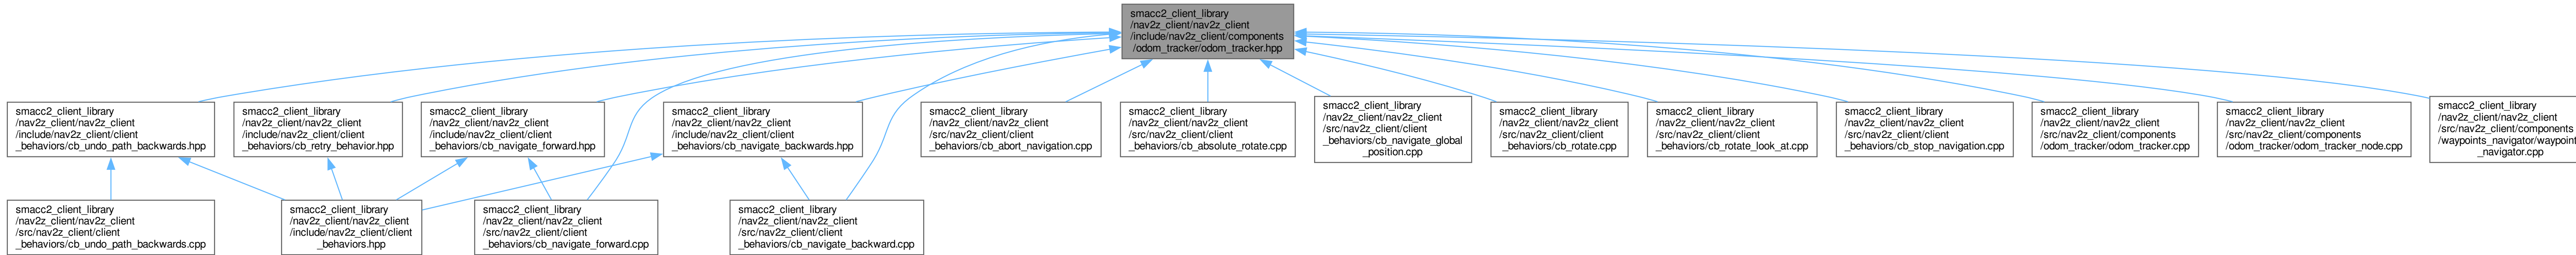 smacc2_client_library
/nav2z_client/nav2z_client
/include/nav2z_client/components
/odom_tracker/odom_tracker.hpp
smacc2_client_library
/nav2z_client/nav2z_client
/include/nav2z_client/client
_behaviors/cb_undo_path_backwards.hpp
smacc2_client_library
/nav2z_client/nav2z_client
/include/nav2z_client/client
_behaviors/cb_retry_behavior.hpp
smacc2_client_library
/nav2z_client/nav2z_client
/include/nav2z_client/client
_behaviors/cb_navigate_forward.hpp
smacc2_client_library
/nav2z_client/nav2z_client
/include/nav2z_client/client
_behaviors/cb_navigate_backwards.hpp
smacc2_client_library
/nav2z_client/nav2z_client
/src/nav2z_client/client
_behaviors/cb_abort_navigation.cpp
smacc2_client_library
/nav2z_client/nav2z_client
/src/nav2z_client/client
_behaviors/cb_absolute_rotate.cpp
smacc2_client_library
/nav2z_client/nav2z_client
/src/nav2z_client/client
_behaviors/cb_navigate_global
_position.cpp
smacc2_client_library
/nav2z_client/nav2z_client
/src/nav2z_client/client
_behaviors/cb_rotate.cpp
smacc2_client_library
/nav2z_client/nav2z_client
/src/nav2z_client/client
_behaviors/cb_rotate_look_at.cpp
smacc2_client_library
/nav2z_client/nav2z_client
/src/nav2z_client/client
_behaviors/cb_stop_navigation.cpp
smacc2_client_library
/nav2z_client/nav2z_client
/src/nav2z_client/components
/odom_tracker/odom_tracker.cpp
smacc2_client_library
/nav2z_client/nav2z_client
/src/nav2z_client/components
/odom_tracker/odom_tracker_node.cpp
smacc2_client_library
/nav2z_client/nav2z_client
/src/nav2z_client/components
/waypoints_navigator/waypoint
_navigator.cpp
smacc2_client_library
/nav2z_client/nav2z_client
/src/nav2z_client/client
_behaviors/cb_undo_path_backwards.cpp
smacc2_client_library
/nav2z_client/nav2z_client
/include/nav2z_client/client
_behaviors.hpp
smacc2_client_library
/nav2z_client/nav2z_client
/src/nav2z_client/client
_behaviors/cb_navigate_forward.cpp
smacc2_client_library
/nav2z_client/nav2z_client
/src/nav2z_client/client
_behaviors/cb_navigate_backward.cpp